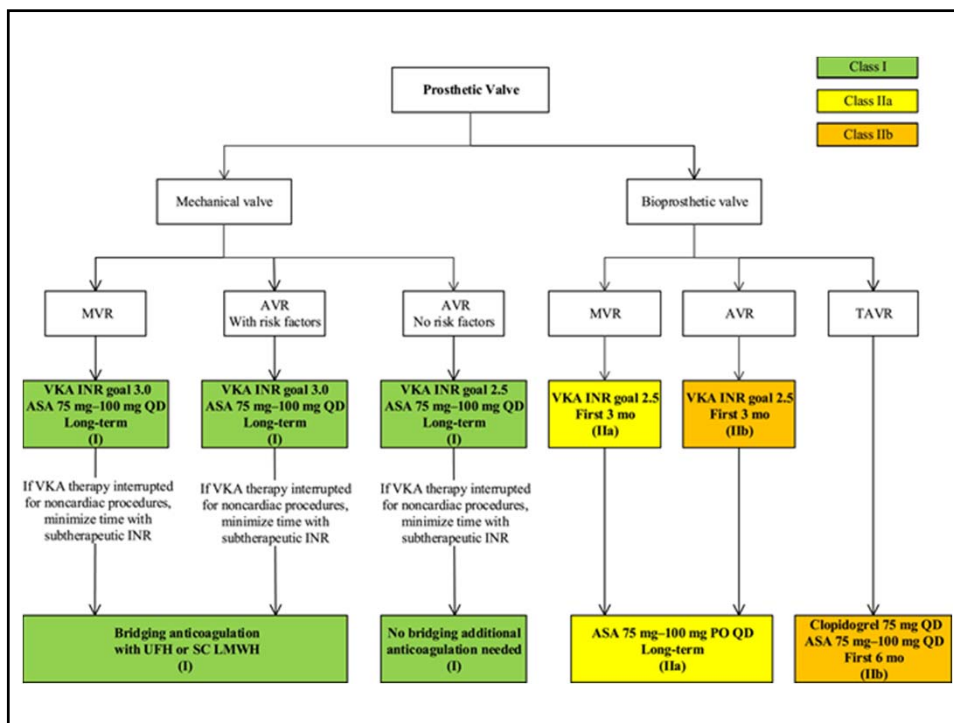 Prosthetic Valve
Class I
Class IIa
Class IIb
Mechanical valve
Bioprosthetic valve
MVR
AVR
With risk factors
AVR
No risk factors
MVR
AVR
TAVR
VKA INR goal 3.0
ASA 75 mg–100 mg QD
Long-term
(I)
VKA INR goal 3.0
ASA 75 mg–100 mg QD
Long-term
(I)
VKA INR goal 2.5
ASA 75 mg–100 mg QD
Long-term
(I)
VKA INR goal 2.5
First 3 mo
(IIa)
VKA INR goal 2.5
First 3 mo
(IIb)
If VKA therapy interrupted
for noncardiac procedures,
minimize time with
subtherapeutic INR
If VKA therapy interrupted
for noncardiac procedures,
minimize time with
subtherapeutic INR
If VKA therapy interrupted
for noncardiac procedures,
minimize time with
subtherapeutic INR
Bridging anticoagulation
with UFH or SC LMWH
(I)
No bridging additional
anticoagulation needed
(I)
ASA 75 mg–100 mg PO QD
Long-term
(IIa)
Clopidogrel 75 mg QD
ASA 75 mg–100 mg QD
First 6 mo
(IIb)